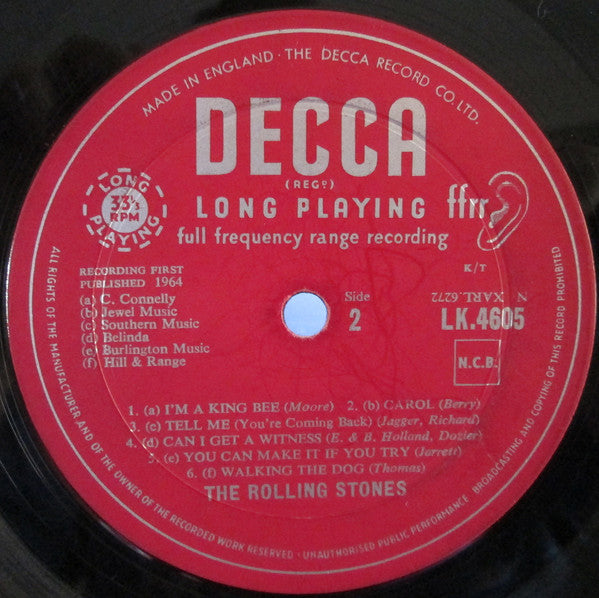 MADE IN ENGLAND · THE DECCA RECORD CO. LTD.
DECCA
(REGD)
LONG PLAYING ffrr
full frequency range recording
LONG
33⅓
RPM
PLAYING
RECORDING FIRST
PUBLISHED 1964
K/T
(a) C. Connelly
(b) Jewel Music
(c) Southern Music
(d) Belinda
(e) Burlington Music
(f) Hill & Range
Side
2
N XARL.6272
LK.4605
N.C.B.
1. (a) I'M A KING BEE (Moore) 2. (b) CAROL (Berry)
3. (c) TELL ME (You're Coming Back) (Jagger, Richard)
4. (d) CAN I GET A WITNESS (E. & B. Holland, Dozier)
5. (e) YOU CAN MAKE IT IF YOU TRY (Jarrett)
6. (f) WALKING THE DOG (Thomas)
THE ROLLING STONES
ALL RIGHTS OF THE MANUFACTURER AND OF THE OWNER OF THE RECORDED WORK RESERVED · UNAUTHORISED PUBLIC PERFORMANCE BROADCASTING AND COPYING OF THIS RECORD PROHIBITED